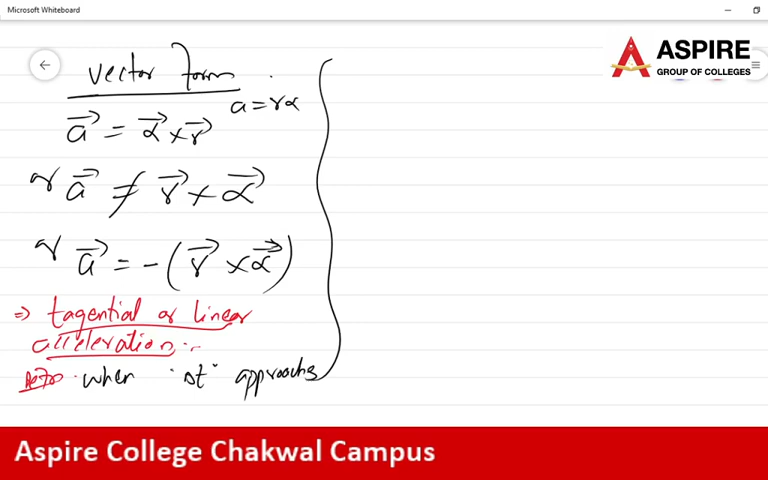 Microsoft Whiteboard
ASPIRE
GROUP OF COLLEGES
vector form
a = rα
a⃗ = α⃗ × r⃗
a⃗ ≠ r⃗ × α⃗
a⃗ = - (r⃗ × α⃗)
⇒ tagential or linear
acceleration :-
when "Δt" approaches
Aspire College Chakwal Campus